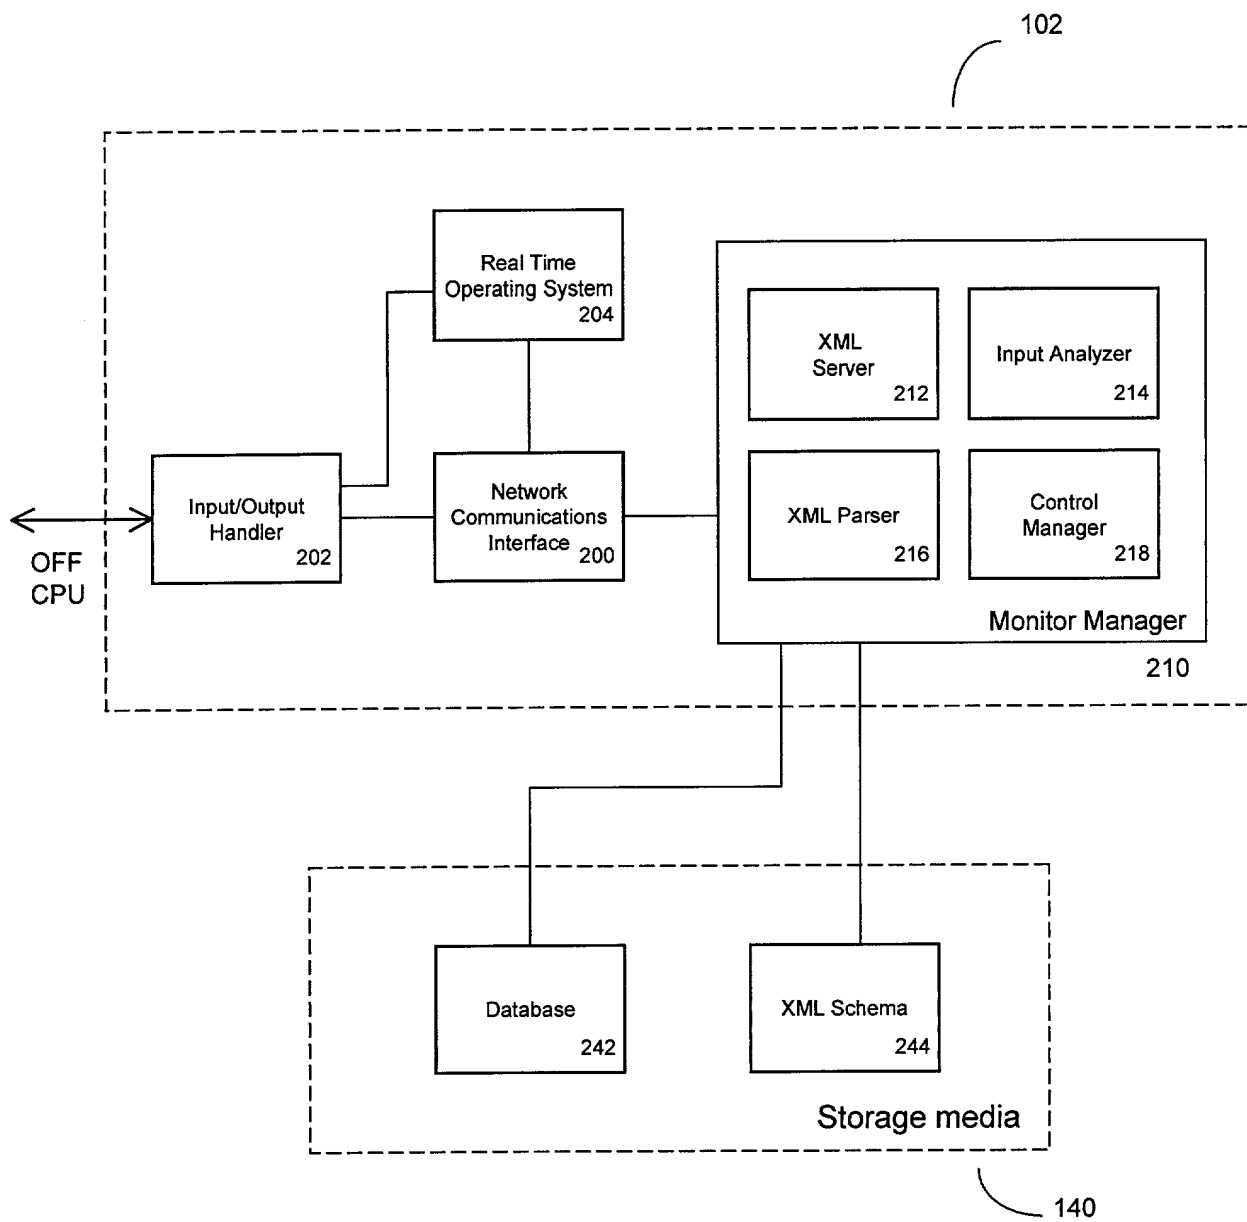 102
Real Time
Operating System
204
XML
Server
212
Input Analyzer
214
Input/Output
Handler
202
Network
Communications
Interface
200
XML Parser
216
Control
Manager
218
OFF
CPU
Monitor Manager
210
Database
242
XML Schema
244
Storage media
140